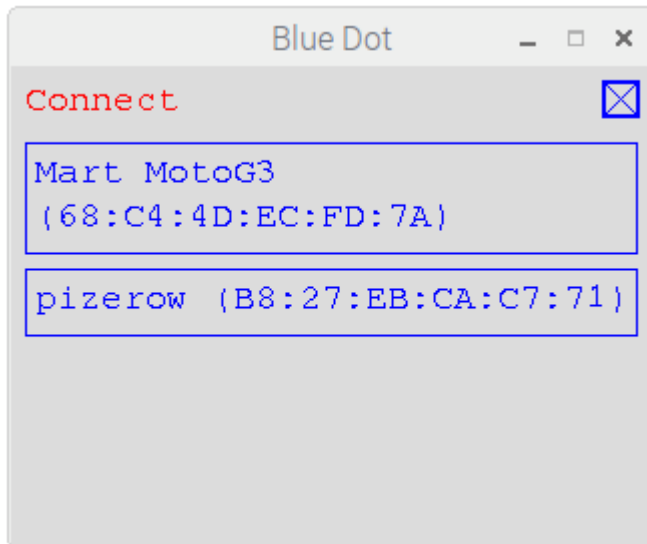 Blue Dot
Connect
Mart MotoG3
(68:C4:4D:EC:FD:7A)
pizerow (B8:27:EB:CA:C7:71)